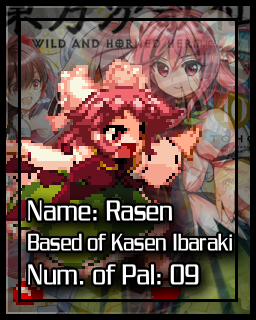 WILD AND HORNED HERMIT
Name: Rasen
Based of Kasen Ibaraki
Num. of Pal: 09